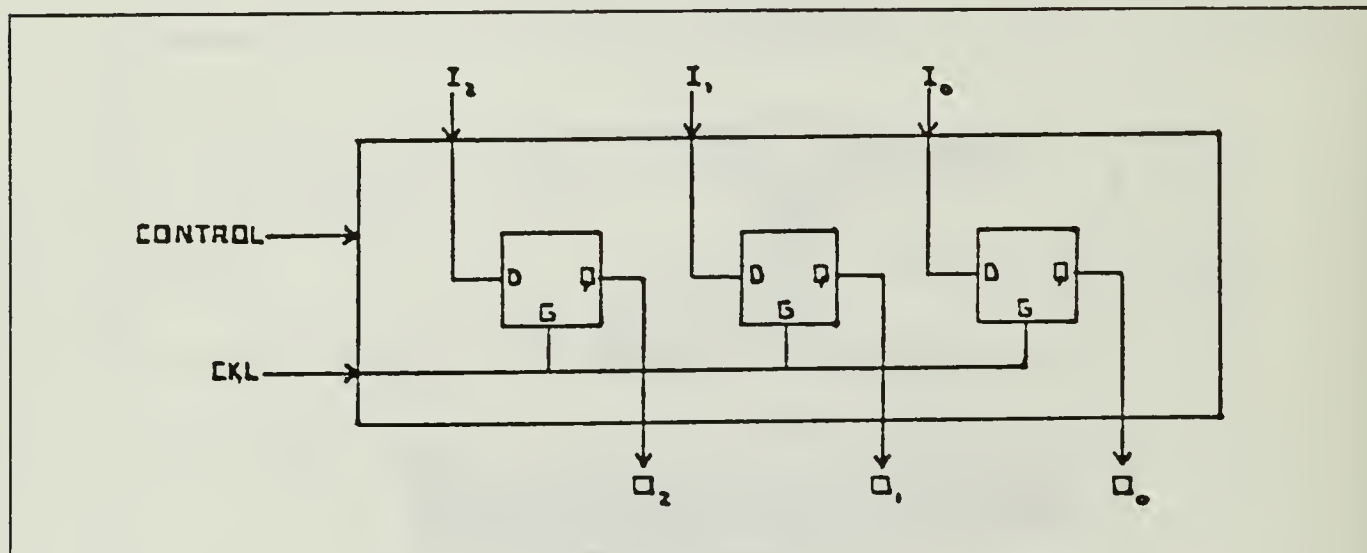 I₂ I₁ I₀
CONTROL
D Q D Q D Q
G G G
CKL
O₂ O₁ O₀